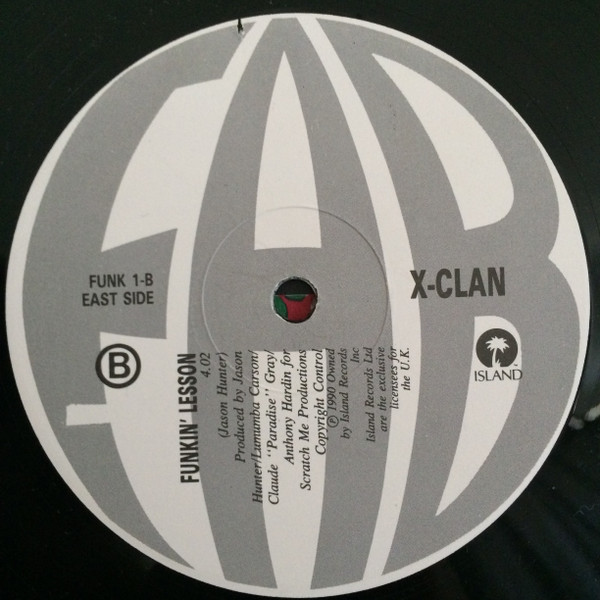 FAB
FUNK 1-B
EAST SIDE
B
X-CLAN
ISLAND
FUNKIN' LESSON
4.02
(Jason Hunter)
Produced by Jason
Hunter/Lumumba Carson/
Claude "Paradise" Gray/
Anthony Hardin for
Scratch Me Productions
Copyright Control
℗ 1990 Owned
by Island Records
Inc
Island Records Ltd
are the exclusive
licensees for
the U.K.